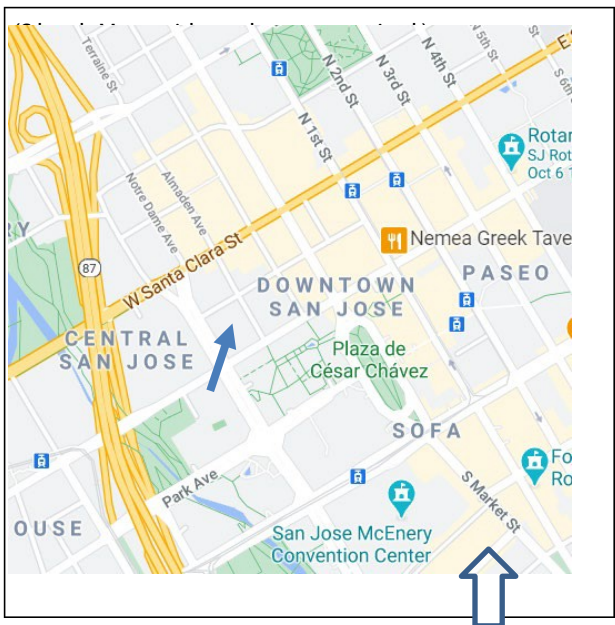 Terraine St
N 2nd St
N 3rd St
N 4th St
N 1st St
Notre Dame Ave
Almaden Ave
Rotar
SJ Rot
Oct 6
87
W Santa Clara St
Nemea Greek Tave
DOWNTOWN
SAN JOSE
PASEO
CENTRAL
SAN JOSE
Plaza de
César Chávez
SOFA
Park Ave
S Market St
Fo
Ro
OUSE
San Jose McEnery
Convention Center